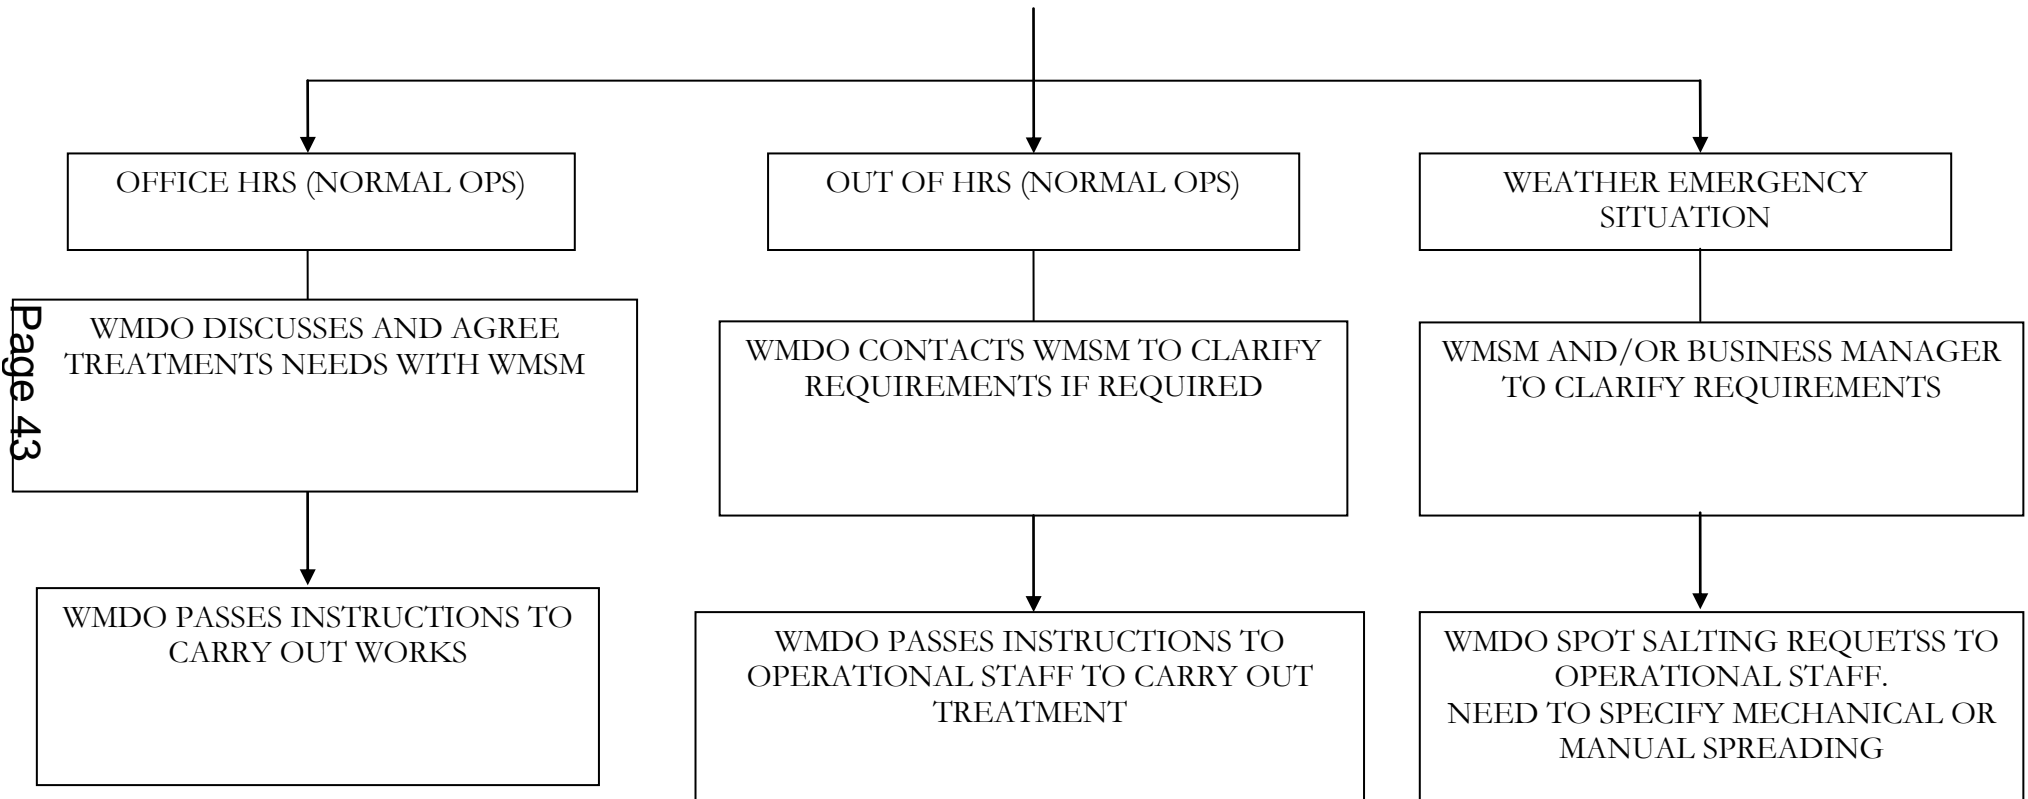 OFFICE HRS (NORMAL OPS)
OUT OF HRS (NORMAL OPS)
WEATHER EMERGENCY
SITUATION
Page 43
WMDO DISCUSSES AND AGREE
TREATMENTS NEEDS WITH WMSM
WMDO CONTACTS WMSM TO CLARIFY
REQUIREMENTS IF REQUIRED
WMSM AND/OR BUSINESS MANAGER
TO CLARIFY REQUIREMENTS
WMDO PASSES INSTRUCTIONS TO
CARRY OUT WORKS
WMDO PASSES INSTRUCTIONS TO
OPERATIONAL STAFF TO CARRY OUT
TREATMENT
WMDO SPOT SALTING REQUETSS TO
OPERATIONAL STAFF.
NEED TO SPECIFY MECHANICAL OR
MANUAL SPREADING